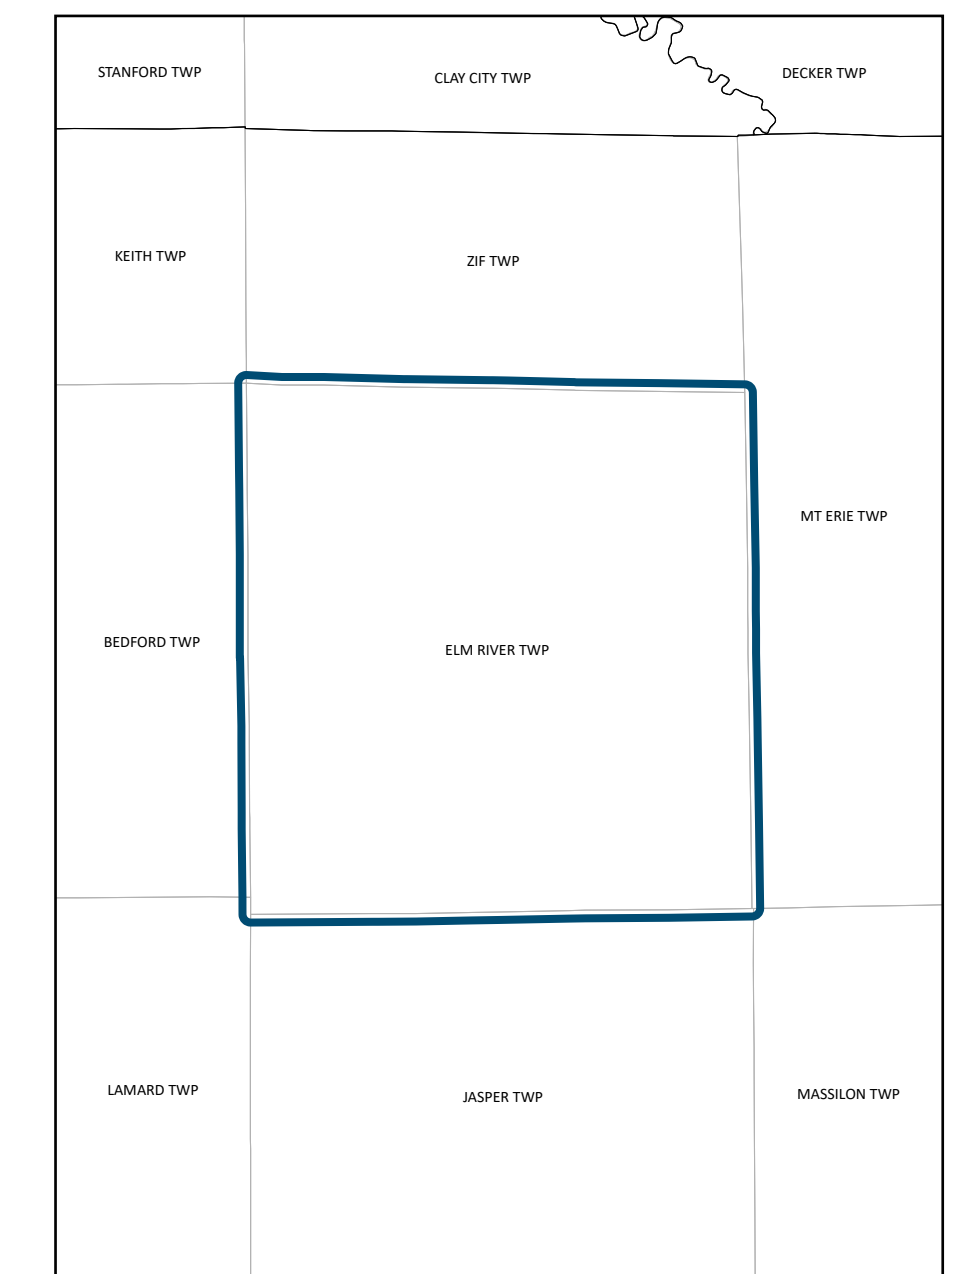 STANFORD TWP
CLAY CITY TWP
DECKER TWP
KEITH TWP
ZIF TWP
MT ERIE TWP
BEDFORD TWP
ELM RIVER TWP
LAMARD TWP
JASPER TWP
MASSILON TWP